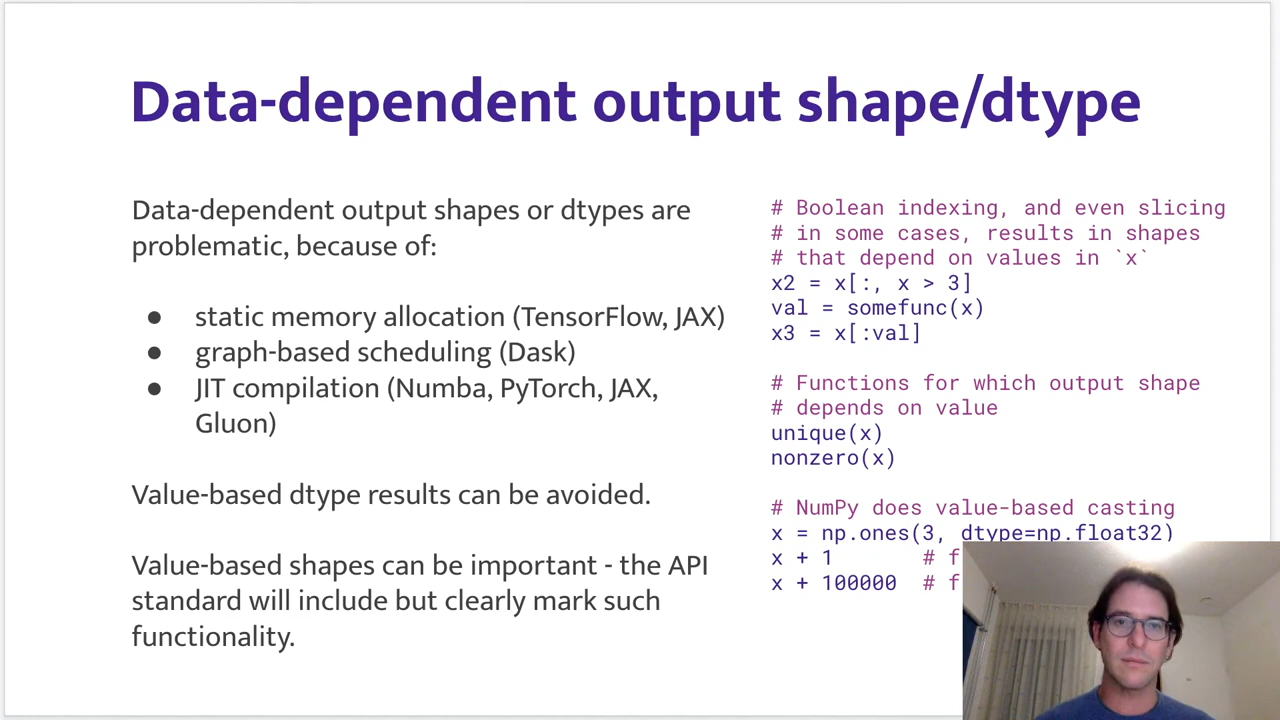 Data-dependent output shape/dtype
Data-dependent output shapes or dtypes are
problematic, because of:
● static memory allocation (TensorFlow, JAX)
● graph-based scheduling (Dask)
● JIT compilation (Numba, PyTorch, JAX,
Gluon)
Value-based dtype results can be avoided.
Value-based shapes can be important - the API
standard will include but clearly mark such
functionality.
# Boolean indexing, and even slicing
# in some cases, results in shapes
# that depend on values in `x`
x2 = x[:, x > 3]
val = somefunc(x)
x3 = x[:val]
# Functions for which output shape
# depends on value
unique(x)
nonzero(x)
# NumPy does value-based casting
x = np.ones(3, dtype=np.float32)
x + 1 # f
x + 100000 # f